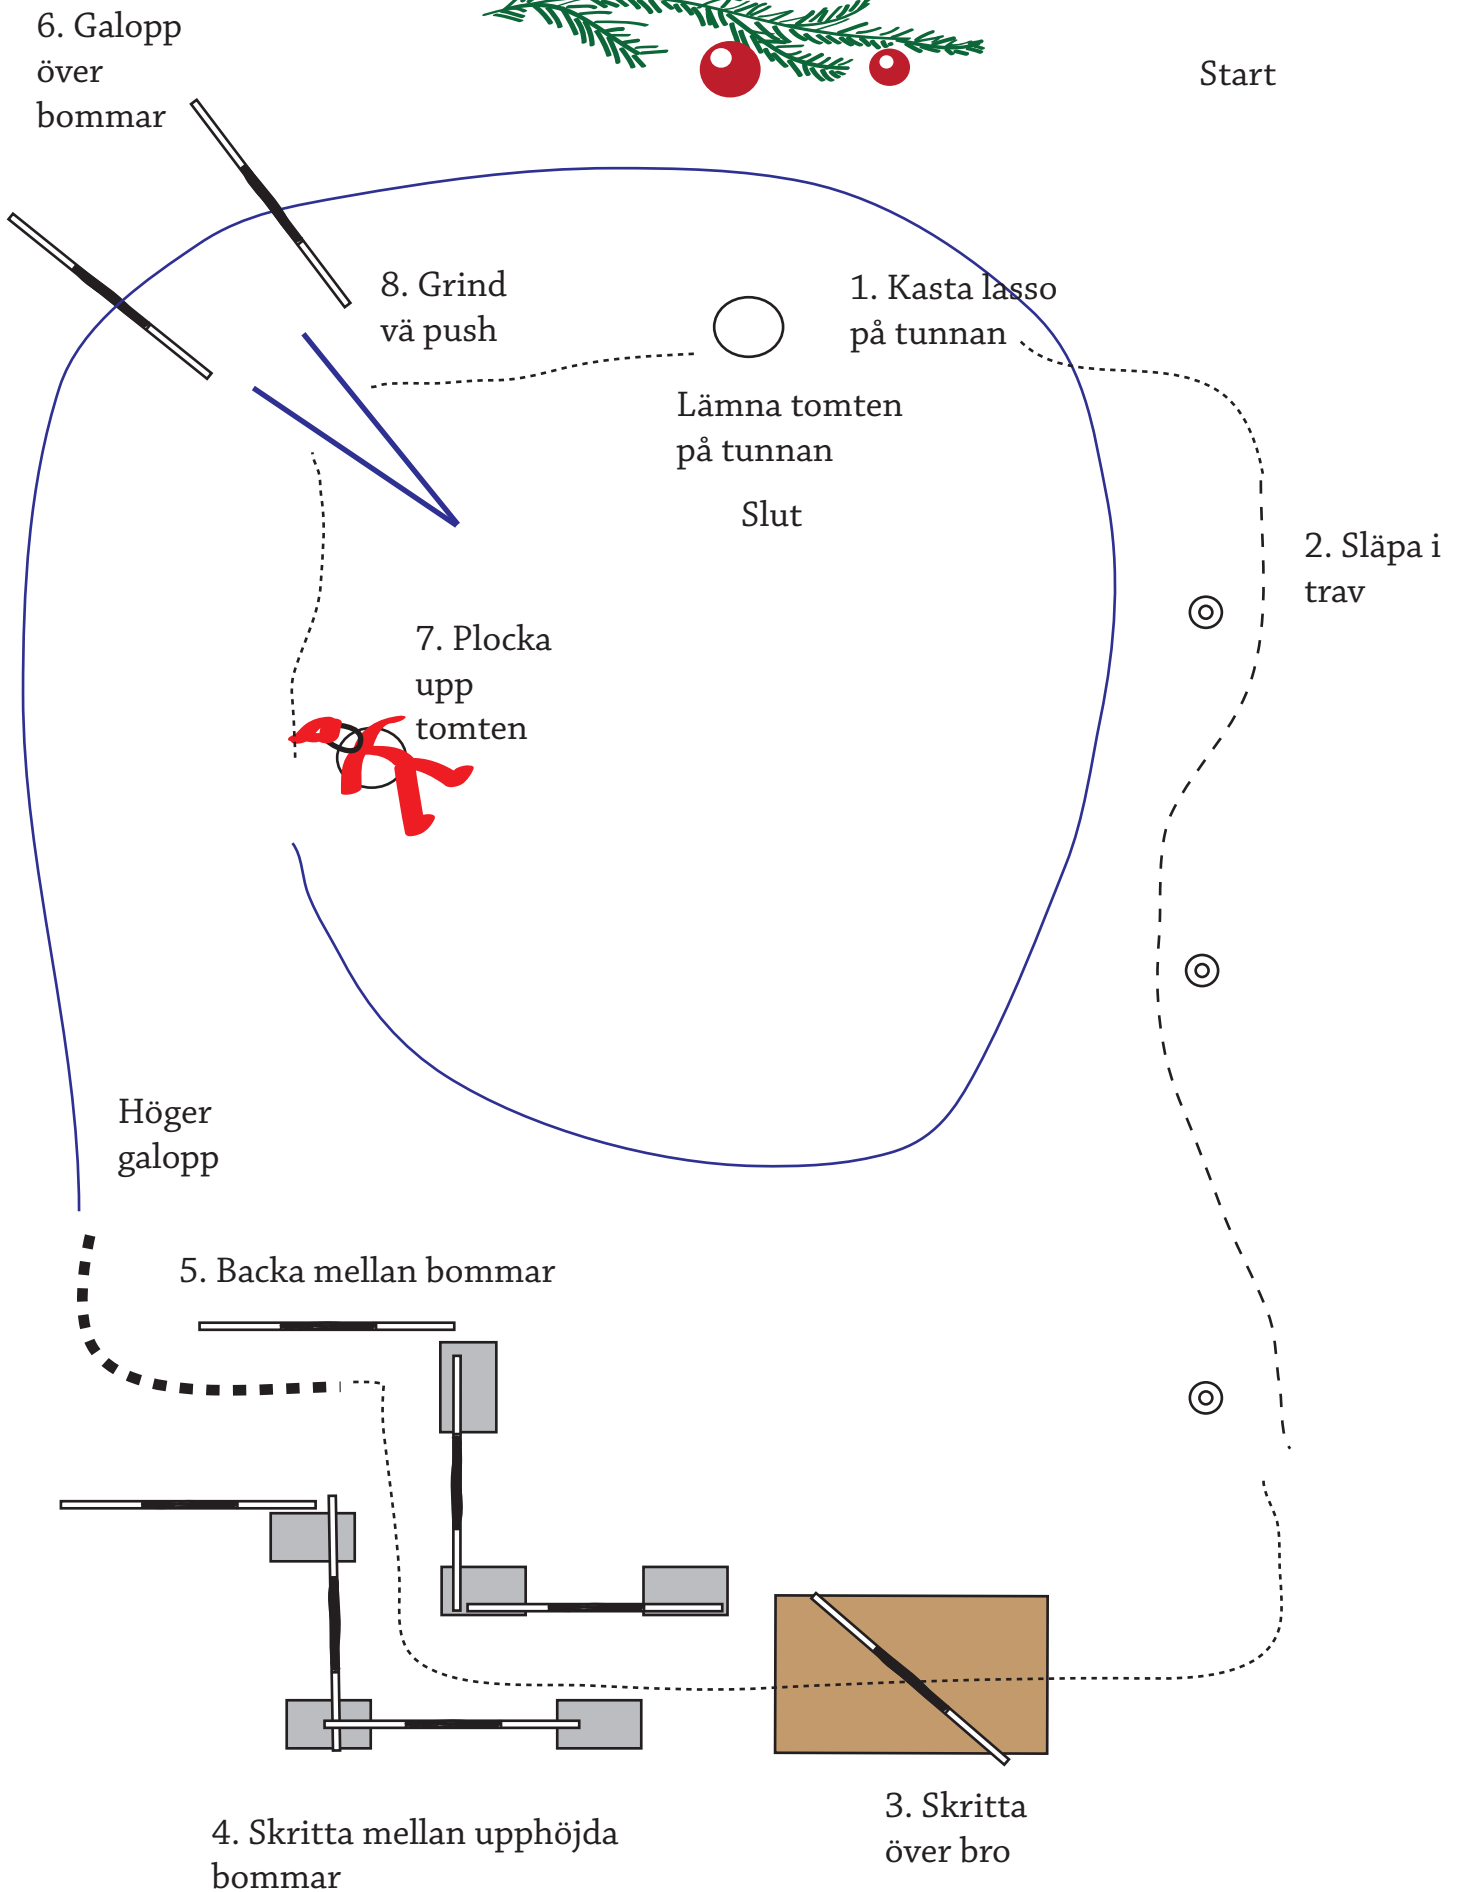 6. Galopp
över
bommar
Start
8. Grind
vä push
1. Kasta lasso
på tunnan
Lämna tomten
på tunnan
Slut
2. Släpa i
trav
7. Plocka
upp
tomten
Höger
galopp
5. Backa mellan bommar
3. Skritta
över bro
4. Skritta mellan upphöjda
bommar